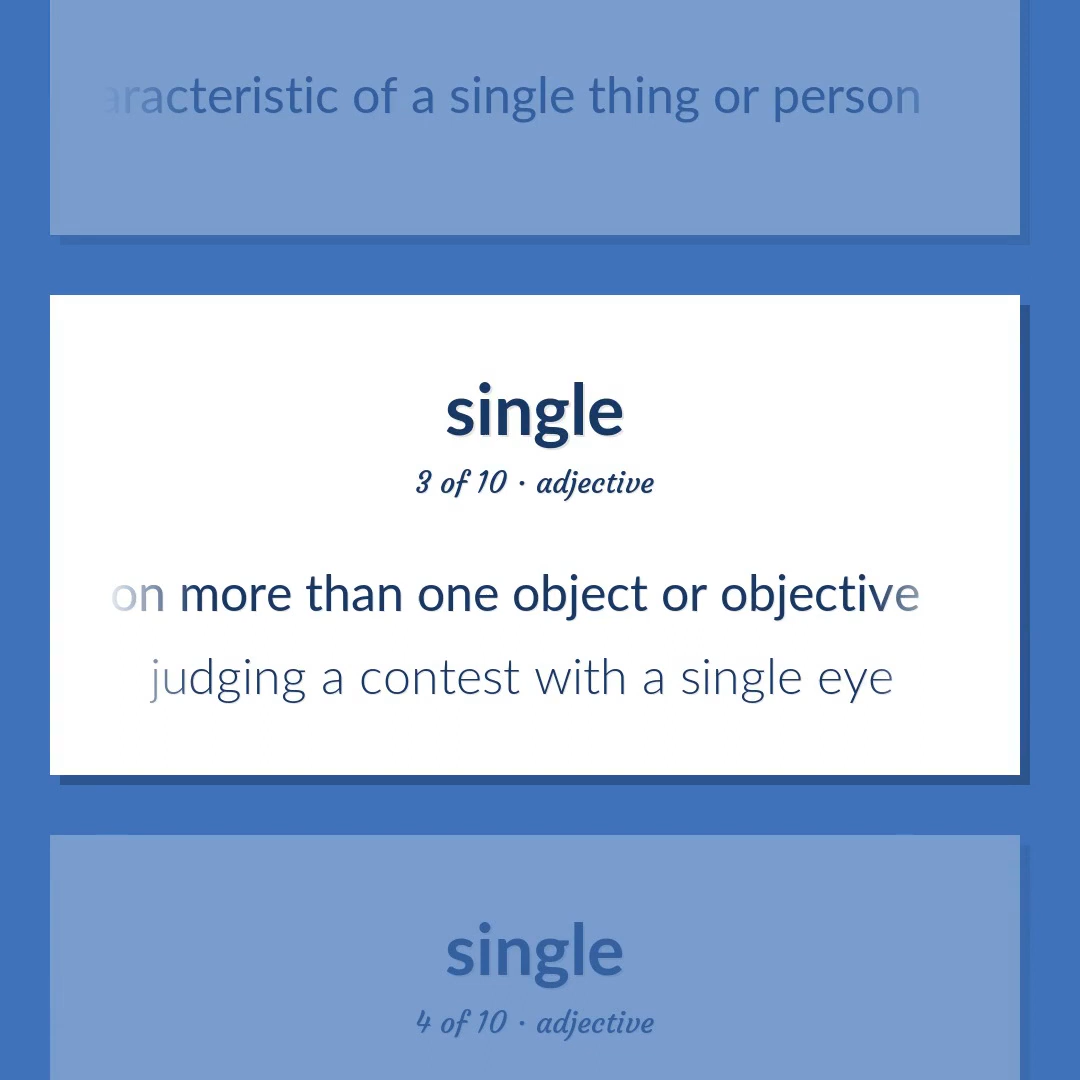 aracteristic of a single thing or person
single
3 of 10 · adjective
on more than one object or objective
judging a contest with a single eye
single
4 of 10 · adjective